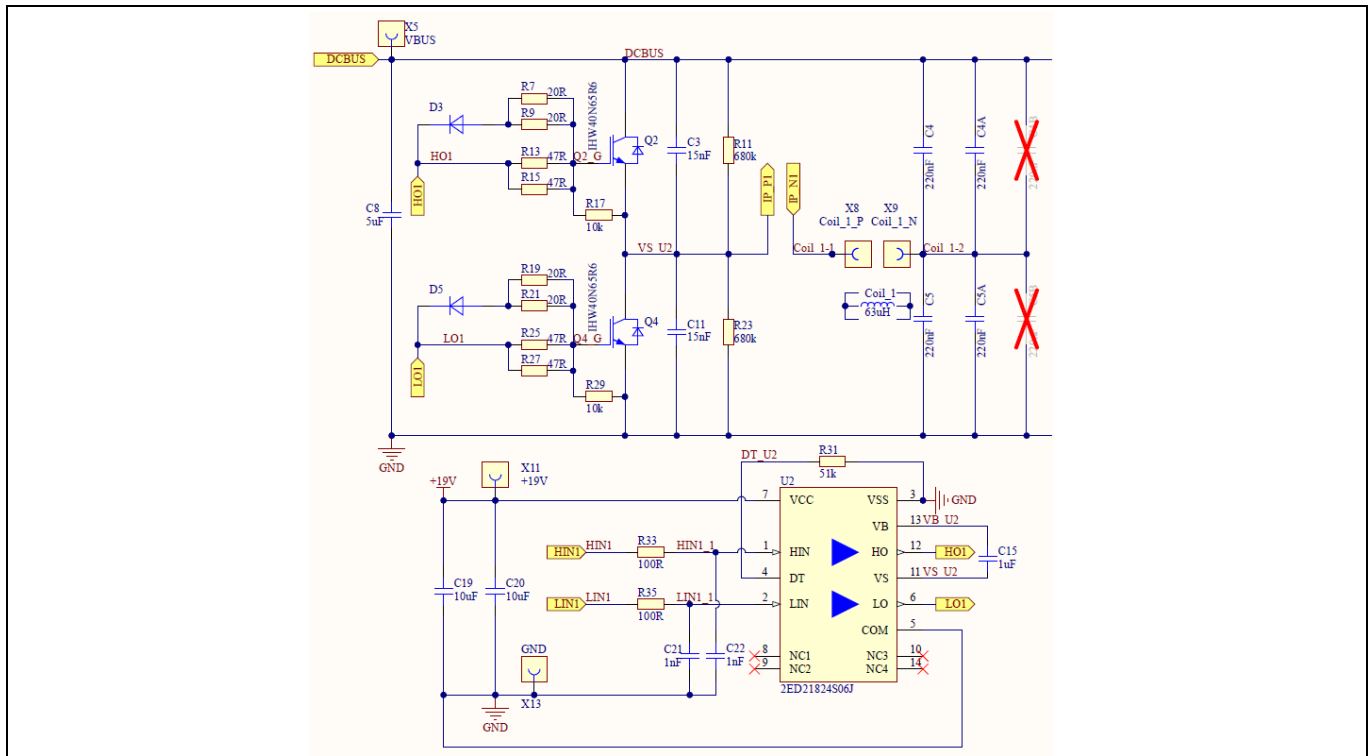 X5
VBUS
DCBUS
DCBUS
R7
20R
D3
R9
20R
IHW40N65R6
Q2
C3
15nF
R11
680k
HO1
R13
47R
Q2_G
R15
47R
HO1
IP_P1
IP_N1
C4
220nF
C4A
220nF
C8
5uF
R17
10k
X8
Coil_1_P
X9
Coil_1_N
VS_U2
Coil_1-1
Coil_1-2
R19
20R
D5
R21
20R
IHW40N65R6
Q4
C11
15nF
R23
680k
Coil_1
63uH
C5
220nF
C5A
220nF
LO1
R25
47R
Q4_G
R27
47R
LO1
R29
10k
GND
DT_U2
R31
51k
+19V
X11
+19V
U2
7
VCC
VSS
3
GND
VB
13
VB_U2
HIN1
HIN1
R33
100R
HIN1_1
1
HIN
HO
12
HO1
C15
1uF
4
DT
VS
11
VS_U2
C19
10uF
C20
10uF
LIN1
LIN1
R35
100R
LIN1_1
2
LIN
LO
6
LO1
COM
5
GND
C21
1nF
C22
1nF
8
NC1
NC3
10
9
NC2
NC4
14
X13
2ED21824S06J
GND